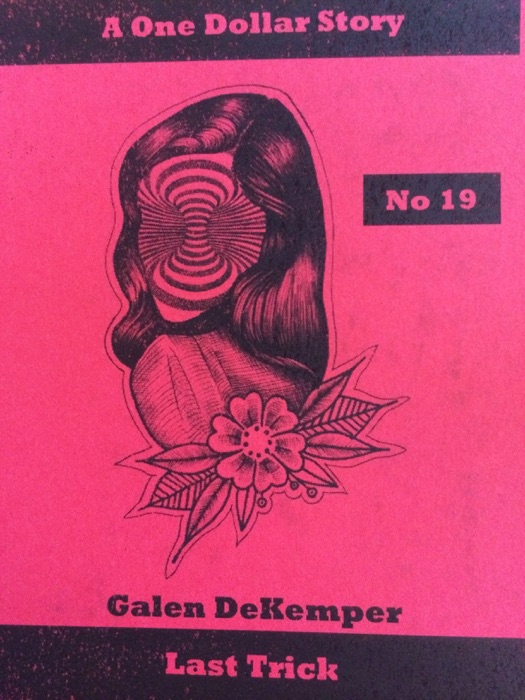 A One Dollar Story
No 19
Galen DeKemper
Last Trick